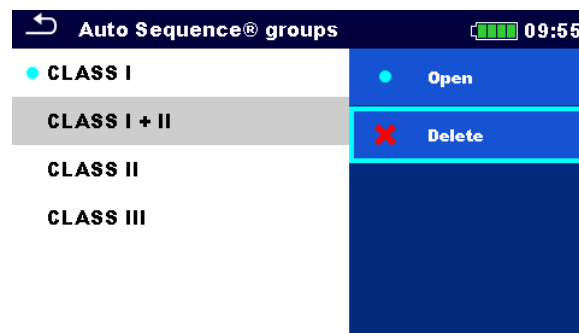 Auto Sequence® groups
09:55
CLASS I
CLASS I + II
CLASS II
CLASS III
Open
Delete